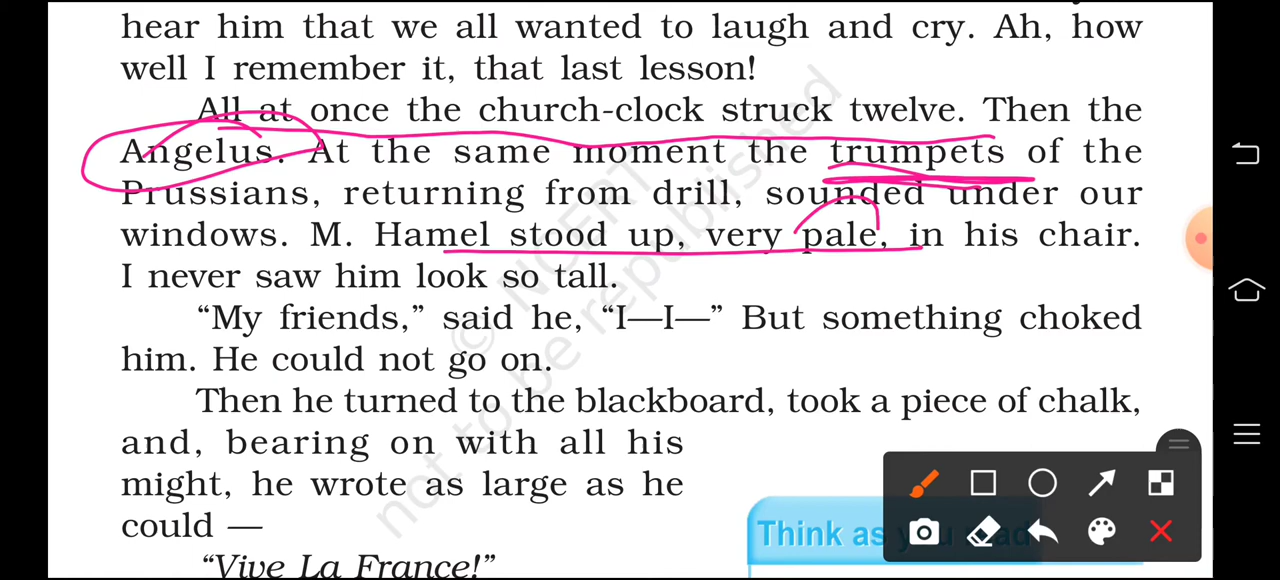 hear him that we all wanted to laugh and cry. Ah, how
well I remember it, that last lesson!
All at once the church-clock struck twelve. Then the
Angelus. At the same moment the trumpets of the
Prussians, returning from drill, sounded under our
windows. M. Hamel stood up, very pale, in his chair.
I never saw him look so tall.
“My friends,” said he, “I—I—” But something choked
him. He could not go on.
Then he turned to the blackboard, took a piece of chalk,
and, bearing on with all his
might, he wrote as large as he
could —
“Vive La France!”
Think as
© NCERT
not to be republished